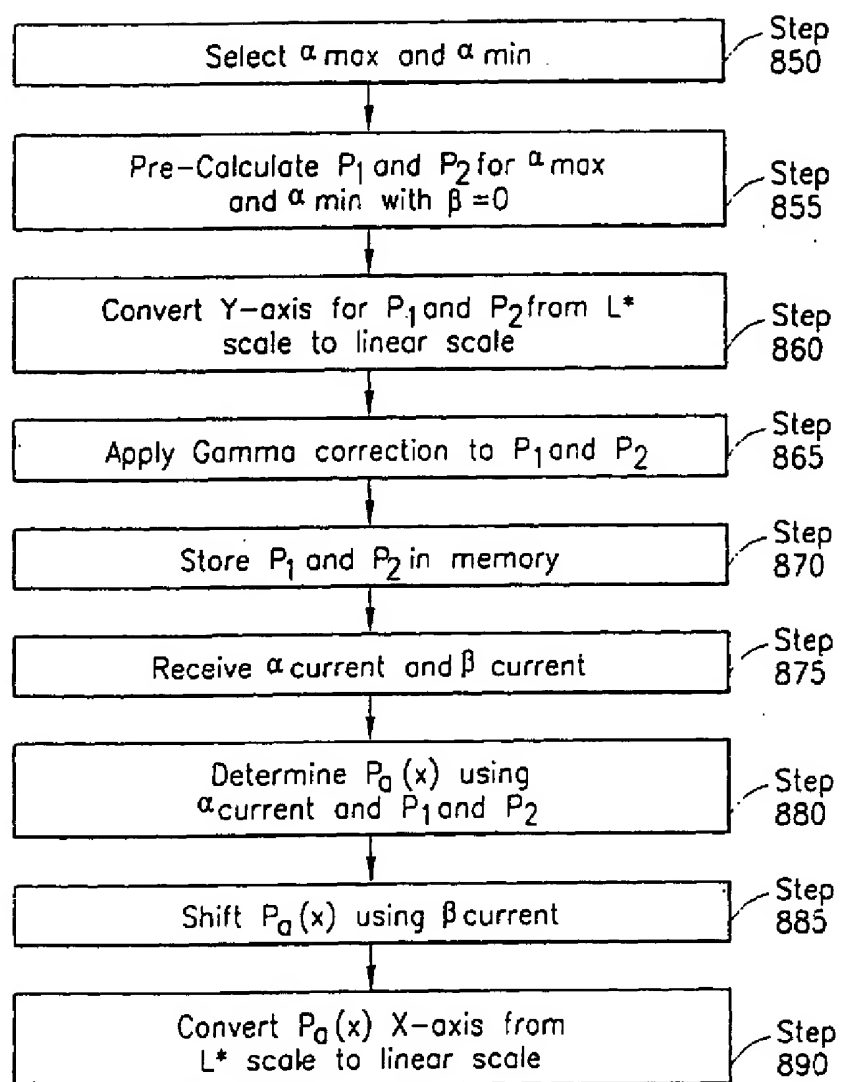 Select α max and α min
Step
850
Pre-Calculate P1 and P2 for α max
and α min with β=0
Step
855
Convert Y-axis for P1 and P2 from L*
scale to linear scale
Step
860
Apply Gamma correction to P1 and P2
Step
865
Store P1 and P2 in memory
Step
870
Receive α current and β current
Step
875
Determine Pa(x) using
αcurrent and P1 and P2
Step
880
Shift Pa(x) using β current
Step
885
Convert Pa(x) X-axis from
L* scale to linear scale
Step
890